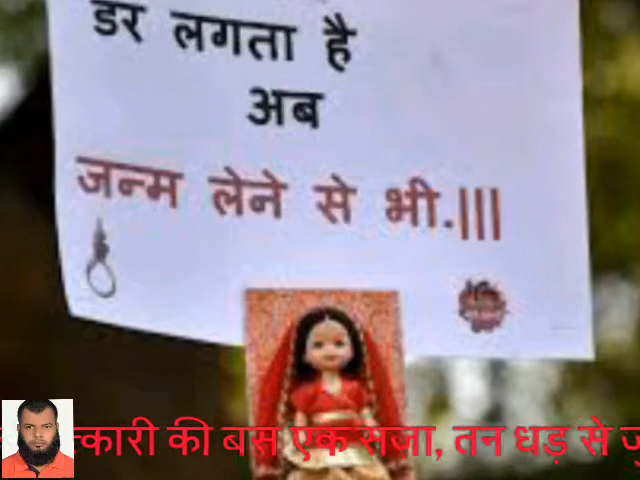 डर लगता है
अब
जन्म लेने से भी.|||
त्कारी की बस एक सजा, तन धड़ से जु